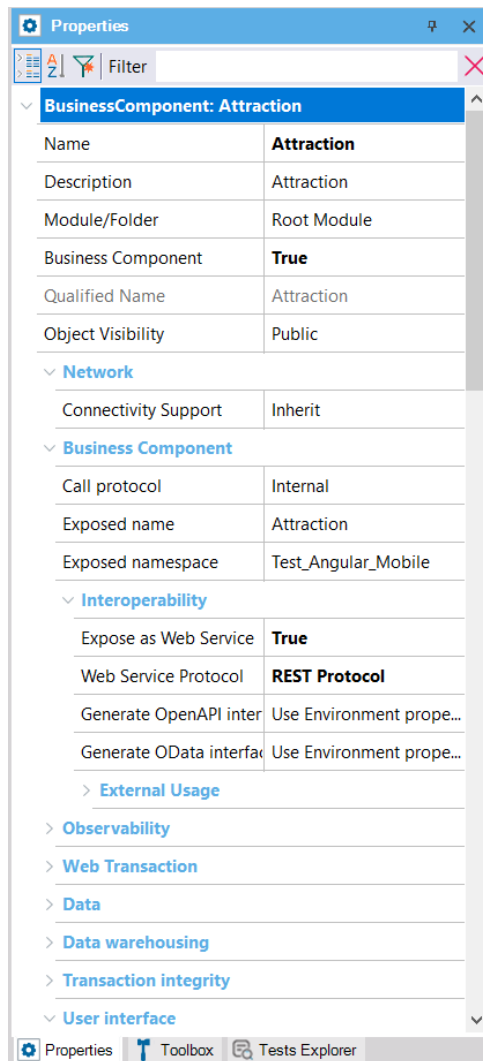 Properties
Filter
BusinessComponent: Attraction
Name Attraction
Description Attraction
Module/Folder Root Module
Business Component True
Qualified Name Attraction
Object Visibility Public
Network
Connectivity Support Inherit
Business Component
Call protocol Internal
Exposed name Attraction
Exposed namespace Test_Angular_Mobile
Interoperability
Expose as Web Service True
Web Service Protocol REST Protocol
Generate OpenAPI inter Use Environment prope...
Generate OData interfac Use Environment prope...
External Usage
Observability
Web Transaction
Data
Data warehousing
Transaction integrity
User interface
Properties Toolbox Tests Explorer